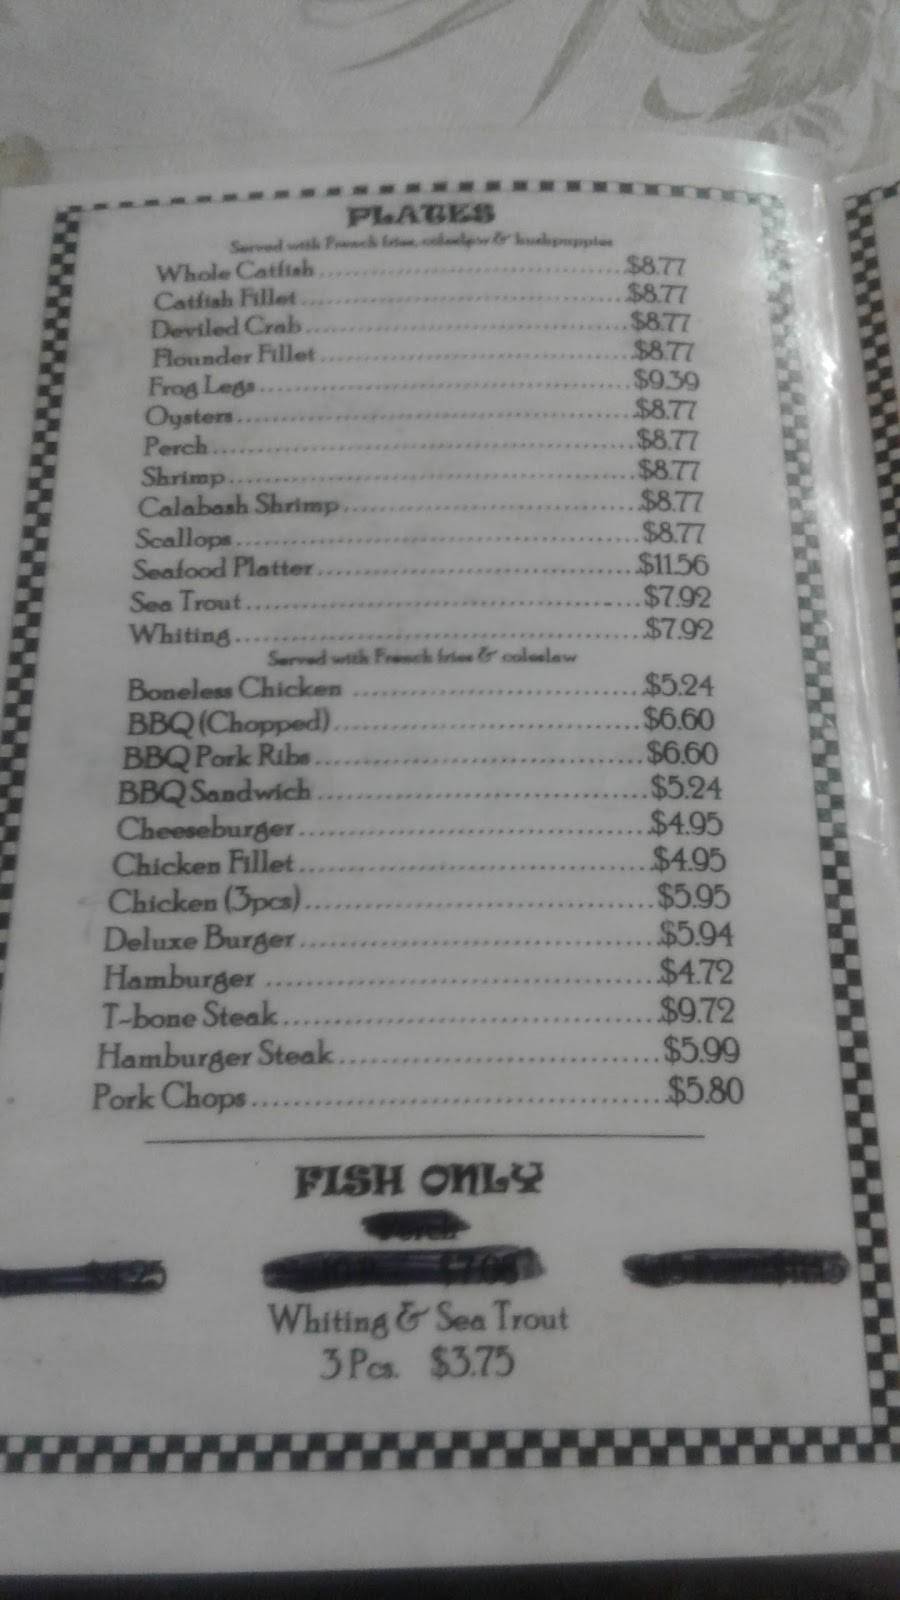 PLATES
Served with French fries, coleslaw & hushpuppies
Whole Catfish $8.77
Catfish Fillet $8.77
Deviled Crab $8.77
Flounder Fillet $8.77
Frog Legs $9.39
Oysters $8.77
Perch $8.77
Shrimp $8.77
Calabash Shrimp $8.77
Scallops $8.77
Seafood Platter $11.56
Sea Trout $7.92
Whiting $7.92
Served with French fries & coleslaw
Boneless Chicken $5.24
BBQ (Chopped) $6.60
BBQ Pork Ribs $6.60
BBQ Sandwich $5.24
Cheeseburger $4.95
Chicken Fillet $4.95
Chicken (3pcs) $5.95
Deluxe Burger $5.94
Hamburger $4.72
T-bone Steak $9.72
Hamburger Steak $5.99
Pork Chops $5.80
FISH ONLY
Whiting & Sea Trout
3 Pcs. $3.75